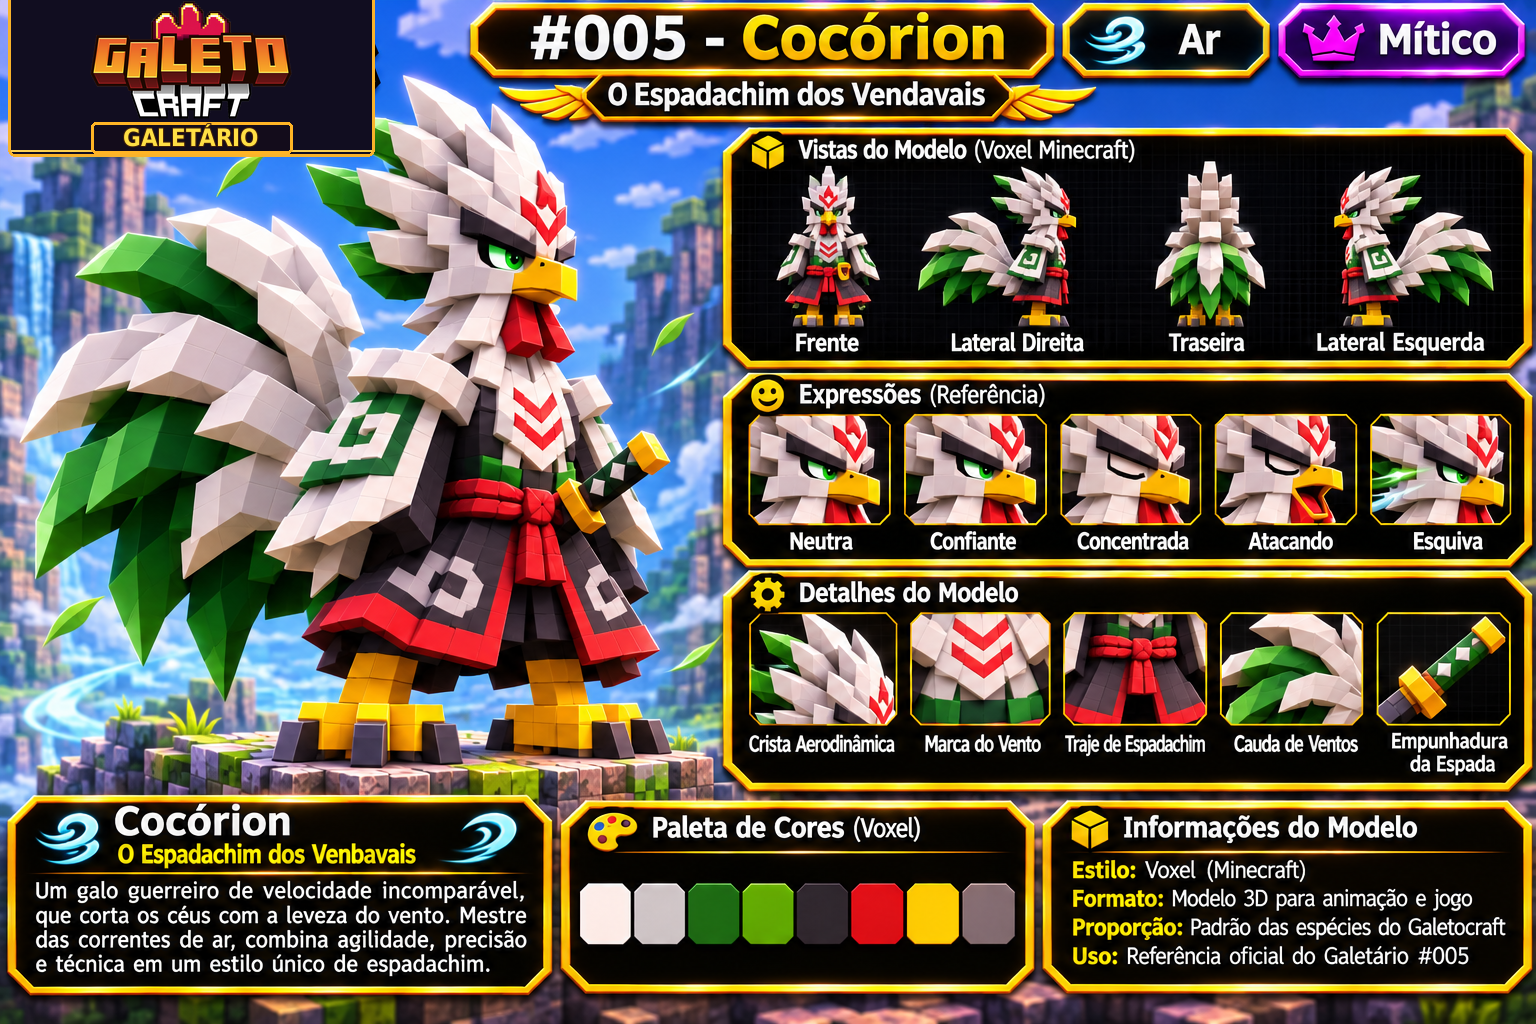 GALETO
CRAFT
GALETÁRIO
#005 - Cocórion
Ar
Mítico
O Espadachim dos Vendavais
Vistas do Modelo (Voxel Minecraft)
Frente
Lateral Direita
Traseira
Lateral Esquerda
Expressões (Referência)
Neutra
Confiante
Concentrada
Atacando
Esquiva
Detalhes do Modelo
Crista Aerodinâmica
Marca do Vento
Traje de Espadachim
Cauda de Ventos
Empunhadura
da Espada
Cocórion
O Espadachim dos Venbavais
Um galo guerreiro de velocidade incomparável,
que corta os céus com a leveza do vento. Mestre
das correntes de ar, combina agilidade, precisão
e técnica em um estilo único de espadachim.
Paleta de Cores (Voxel)
Informações do Modelo
Estilo: Voxel (Minecraft)
Formato: Modelo 3D para animação e jogo
Proporção: Padrão das espécies do Galetocraft
Uso: Referência oficial do Galetário #005